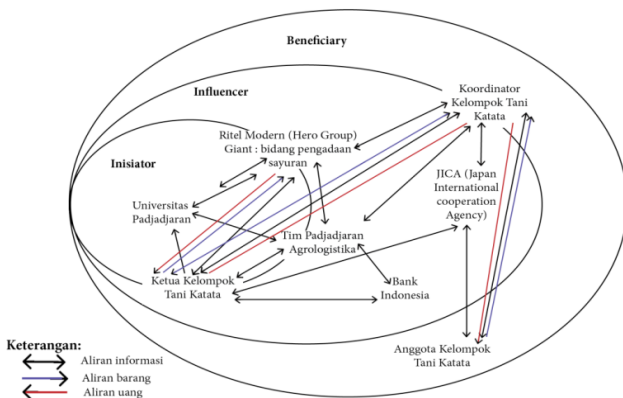 Beneficiary
Influencer
Inisiator
Koordinator
Kelompok Tani
Katata
Ritel Modern (Hero Group)
Giant : bidang pengadaan
sayuran
JICA (Japan
International
cooperation
Agency)
Universitas
Padjadjaran
Tim Padjadjaran
Agrologistika
Ketua Kelompok
Tani Katata
Bank
Indonesia
Anggota Kelompok
Tani Katata
Keterangan:
Aliran informasi
Aliran barang
Aliran uang